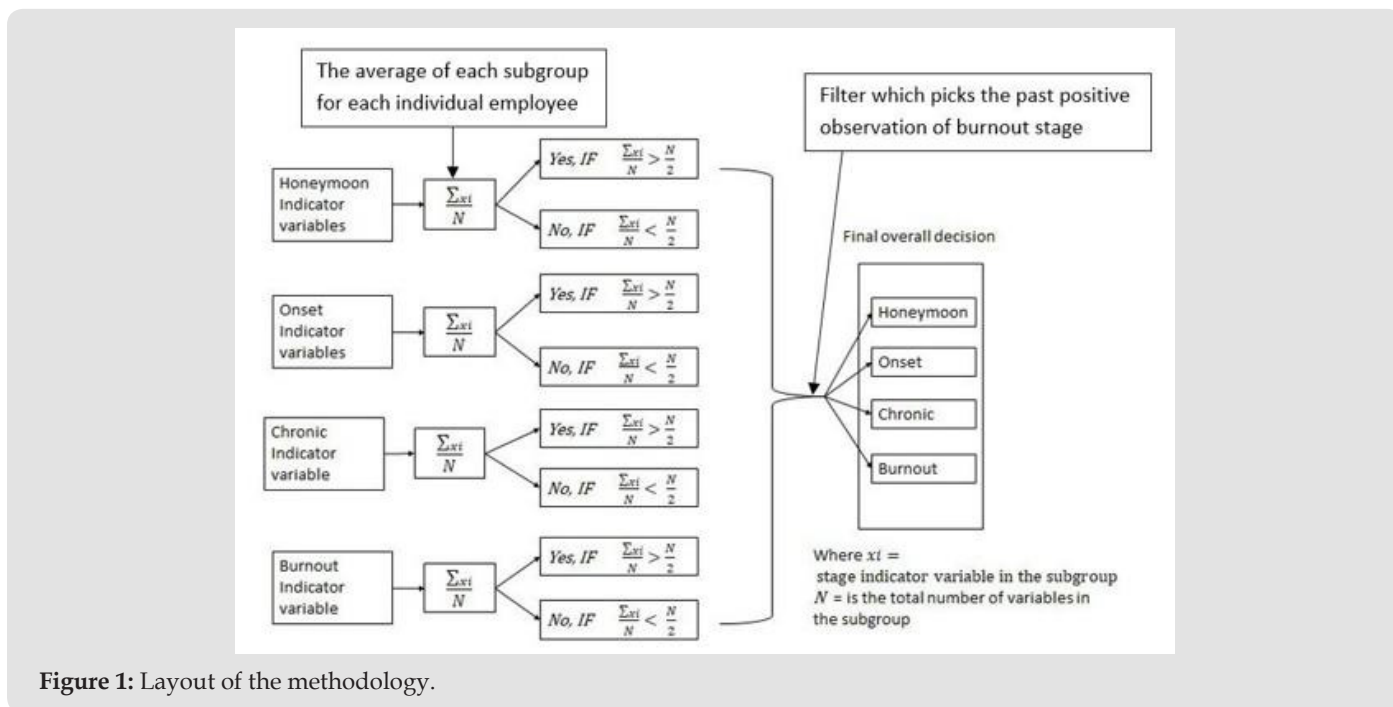 The average of each subgroup
for each individual employee
Filter which picks the past positive
observation of burnout stage
Honeymoon
Indicator
variables
∑xi/N
Yes, IF ∑xi/N > N/2
No, IF ∑xi/N < N/2
Onset
Indicator
variables
∑xi/N
Yes, IF ∑xi/N > N/2
No, IF ∑xi/N < N/2
Chronic
Indicator
variable
∑xi/N
Yes, IF ∑xi/N > N/2
No, IF ∑xi/N < N/2
Burnout
Indicator
variable
∑xi/N
Yes, IF ∑xi/N > N/2
No, IF ∑xi/N < N/2
Final overall decision
Honeymoon
Onset
Chronic
Burnout
Where xi =
stage indicator variable in the subgroup
N = is the total number of variables in
the subgroup
Figure 1: Layout of the methodology.